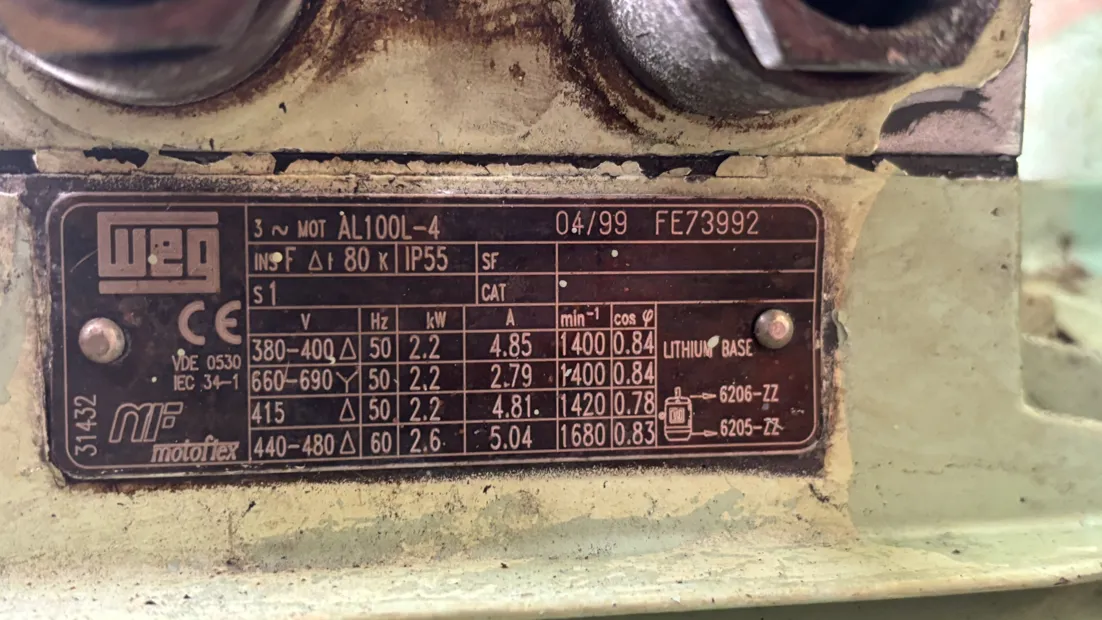 WEG
3 ~ MOT AL100L-4 04/99 FE73992
INS F Δt 80 K IP55 SF
S1 CAT
CE
VDE 0530
IEC 34-1
31432
MF
motoflex
V Hz kW A min⁻¹ cos φ
380-400 Δ 50 2.2 4.85 1400 0.84
660-690 Y 50 2.2 2.79 1400 0.84
415 Δ 50 2.2 4.81 1420 0.78
440-480 Δ 60 2.6 5.04 1680 0.83
LITHIUM BASE
6206-ZZ
6205-ZZ